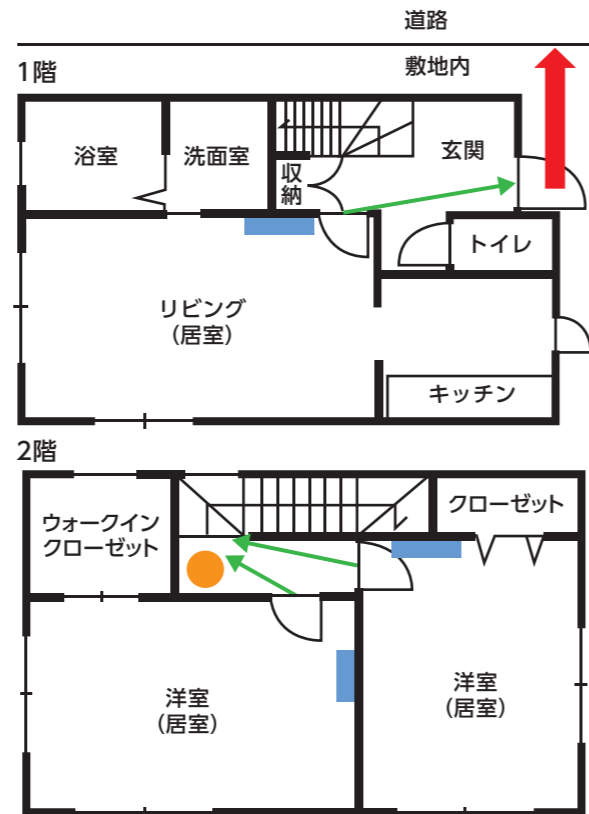 道路
敷地内
1階
浴室
洗面室
収
納
玄関
トイレ
リビング
(居室)
キッチン
2階
ウォークイン
クローゼット
クローゼット
洋室
(居室)
洋室
(居室)